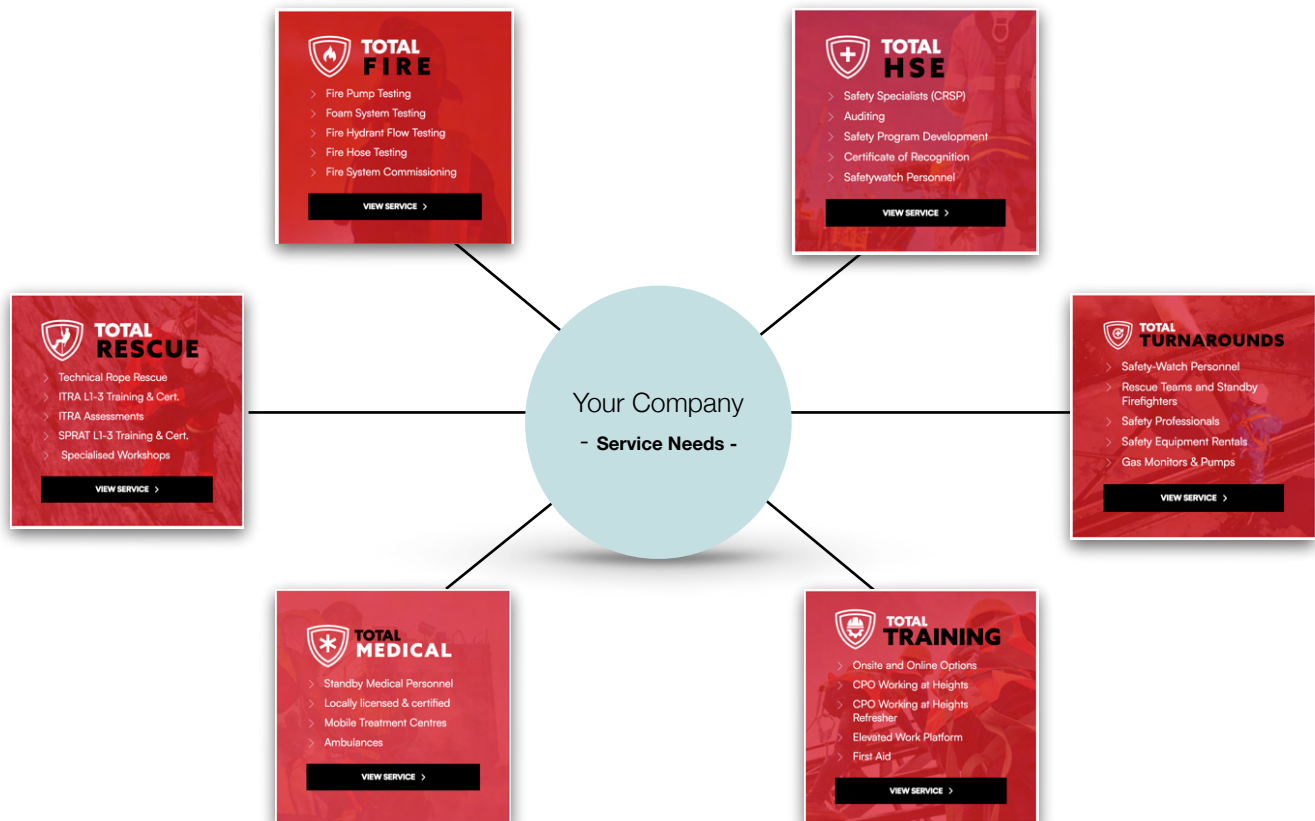 TOTAL
FIRE
Fire Pump Testing
Foam System Testing
Fire Hydrant Flow Testing
Fire Hose Testing
Fire System Commissioning
VIEW SERVICE >
TOTAL
HSE
Safety Specialists (CRSP)
Auditing
Safety Program Development
Certificate of Recognition
Safetywatch Personnel
VIEW SERVICE >
TOTAL
RESCUE
Technical Rope Rescue
ITRA L1-3 Training & Cert.
ITRA Assessments
SPRAT L1-3 Training & Cert.
Specialised Workshops
VIEW SERVICE >
Your Company
- Service Needs -
TOTAL
TURNAROUNDS
Safety-Watch Personnel
Rescue Teams and Standby
Firefighters
Safety Professionals
Safety Equipment Rentals
Gas Monitors & Pumps
VIEW SERVICE >
TOTAL
MEDICAL
Standby Medical Personnel
Locally licensed & certified
Mobile Treatment Centres
Ambulances
VIEW SERVICE >
TOTAL
TRAINING
Onsite and Online Options
CPO Working at Heights
CPO Working at Heights
Refresher
Elevated Work Platform
First Aid
VIEW SERVICE >